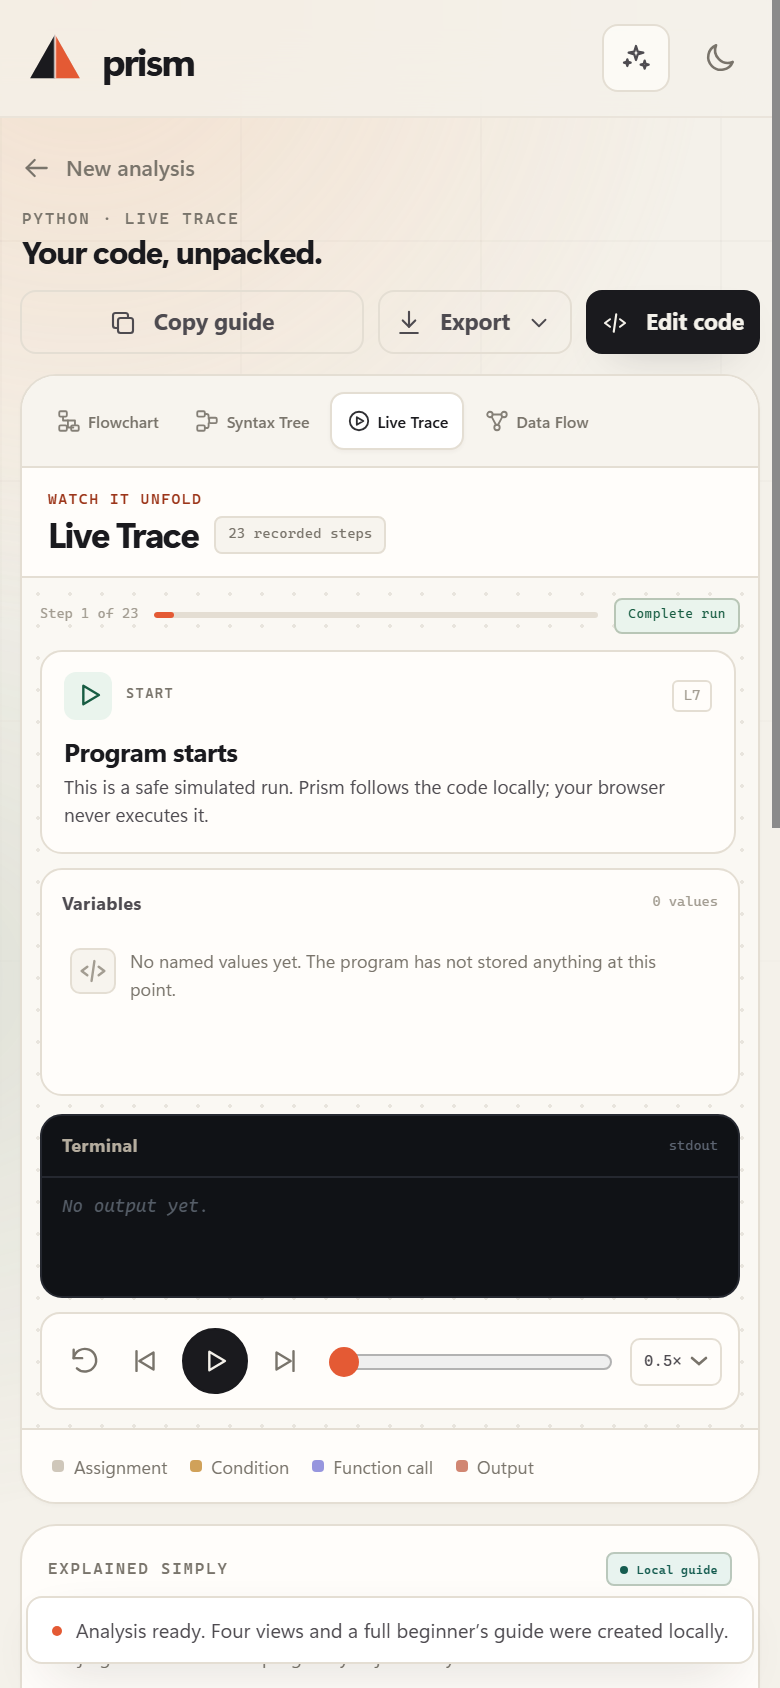 prism
New analysis
PYTHON · LIVE TRACE
Your code, unpacked.
Copy guide
Export
Edit code
Flowchart
Syntax Tree
Live Trace
Data Flow
WATCH IT UNFOLD
Live Trace
23 recorded steps
Step 1 of 23
Complete run
START
L7
Program starts
This is a safe simulated run. Prism follows the code locally; your browser
never executes it.
Variables
0 values
No named values yet. The program has not stored anything at this
point.
Terminal
stdout
No output yet.
0.5×
Assignment
Condition
Function call
Output
EXPLAINED SIMPLY
Local guide
Analysis ready. Four views and a full beginner’s guide were created locally.